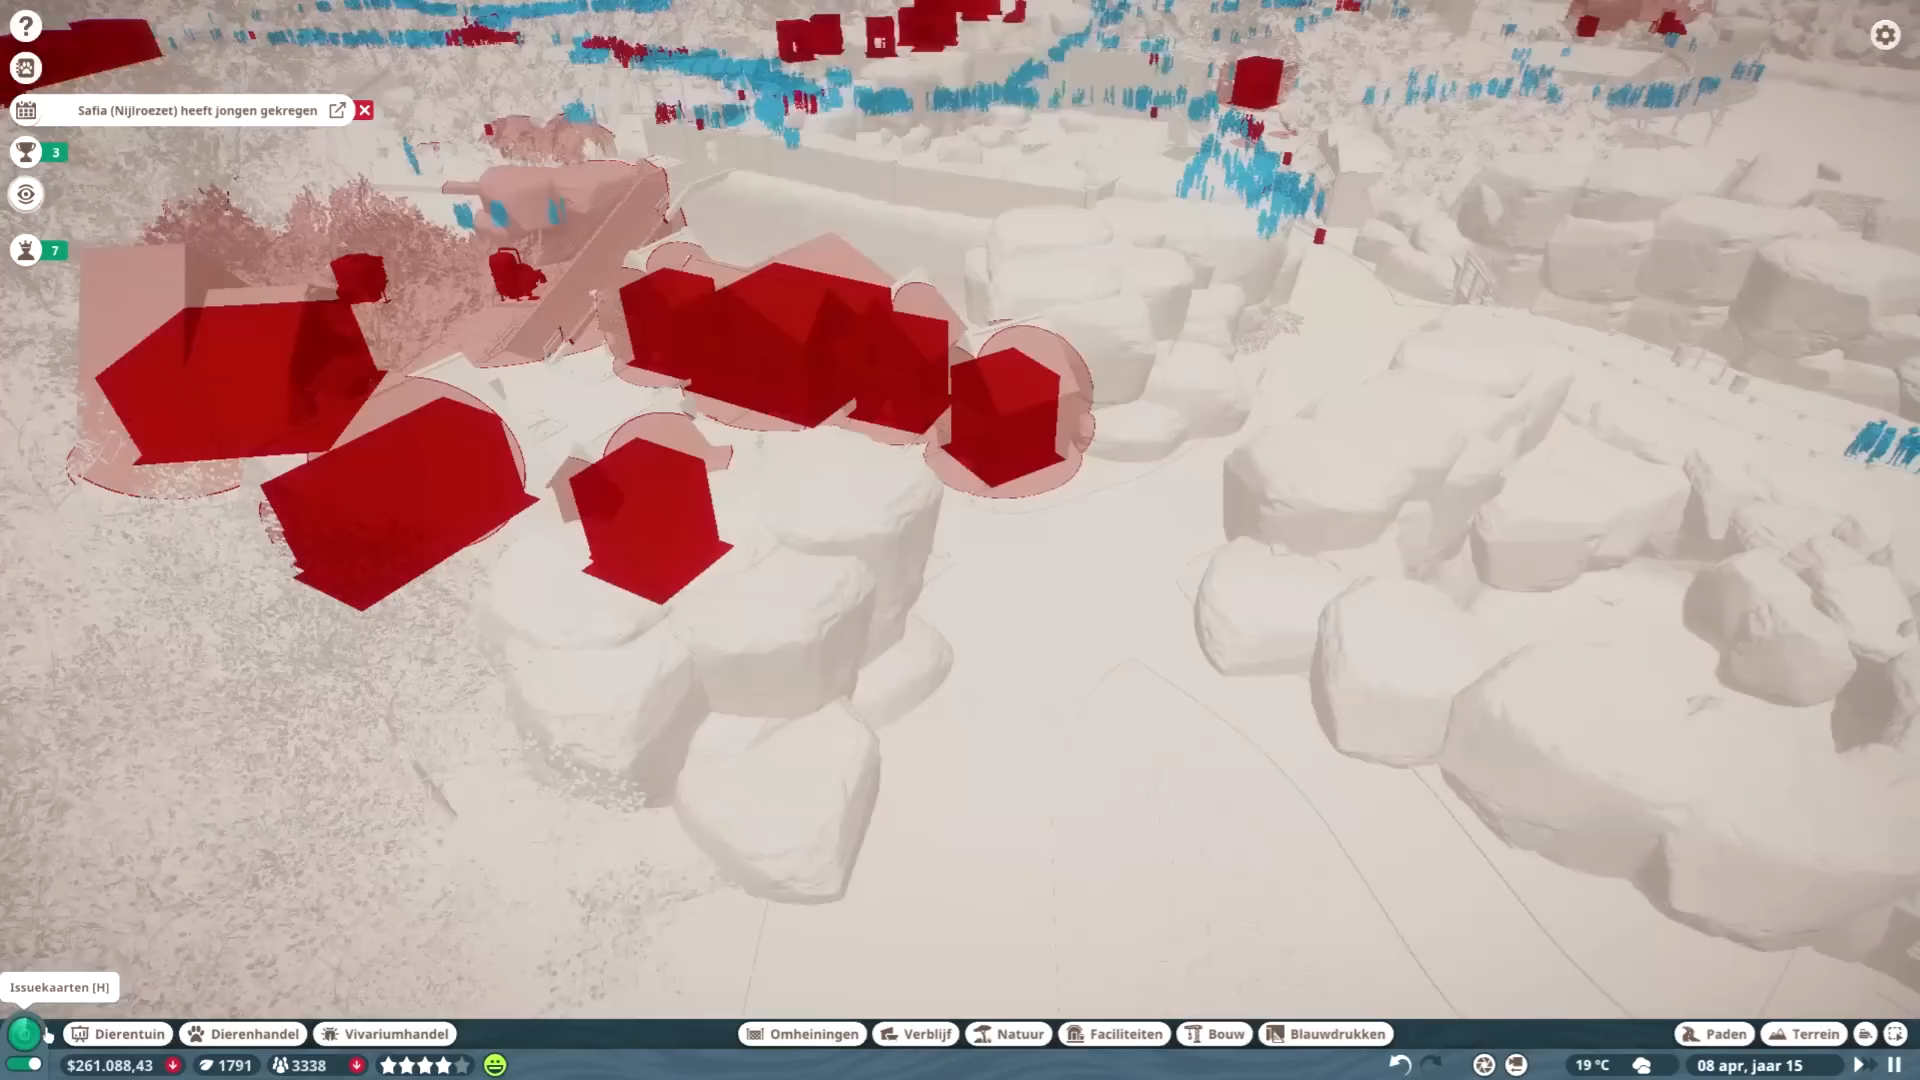 ?
Safia (Nijlroezet) heeft jongen gekregen
3
7
Issuekaarten [H]
Dierentuin
Dierenhandel
Vivariumhandel
Omheiningen
Verblijf
Natuur
Faciliteiten
Bouw
Blauwdrukken
Paden
Terrein
$261.088,43
1791
3338
19 °C
08 apr, jaar 15